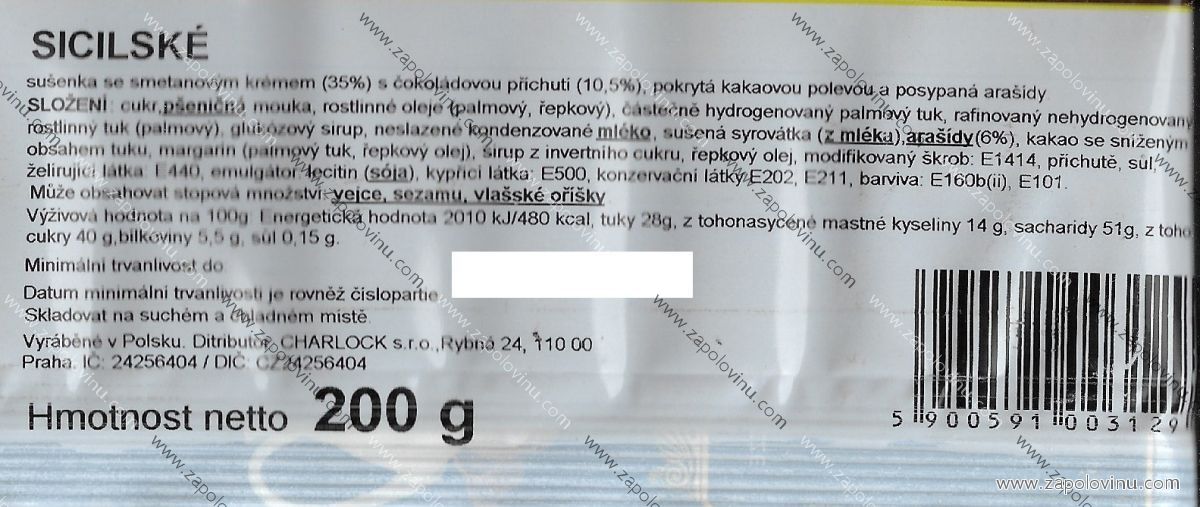 SICILSKÉ
sušenka se smetanovým krémem (35%) s čokoládovou příchutí (10,5%), pokrytá kakaovou polevou a posypaná arašídy
SLOŽENÍ: cukr,pšeničná mouka, rostlinné oleje (palmový, řepkový), částečně hydrogenovaný palmový tuk, rafinovaný nehydrogenovaný
rostlinný tuk (palmový), glukózový sirup, neslazené kondenzované mléko, sušená syrovátka (z mléka),arašídy(6%), kakao se sníženým
obsahem tuku, margarin (palmový tuk, řepkový olej), sirup z invertního cukru, řepkový olej, modifikovaný škrob: E1414, příchutě, sůl,
želírující látka: E440, emulgátor lecitin (sója), kypřící látka: E500, konzervační látky E202, E211, barviva: E160b(ii), E101.
Může obsahovat stopová množství: vejce, sezamu, vlašské oříšky
Výživová hodnota na 100g. Energetická hodnota 2010 kJ/480 kcal, tuky 28g, z tohonasycené mastné kyseliny 14 g, sacharidy 51g, z toho
cukry 40 g,bílkoviny 5,5 g, sůl 0,15 g.
Minimální trvanlivost do:
Datum minimální trvanlivosti je rovněž číslopartie.
Skladovat na suchém a chladném místě.
Vyráběné v Polsku. Ditributor: CHARLOCK s.r.o.,Rybná 24, 110 00
Praha. IČ: 24256404 / DIČ: CZ24256404
Hmotnost netto 200 g
5 900591 003129
www.zapolovinu.com